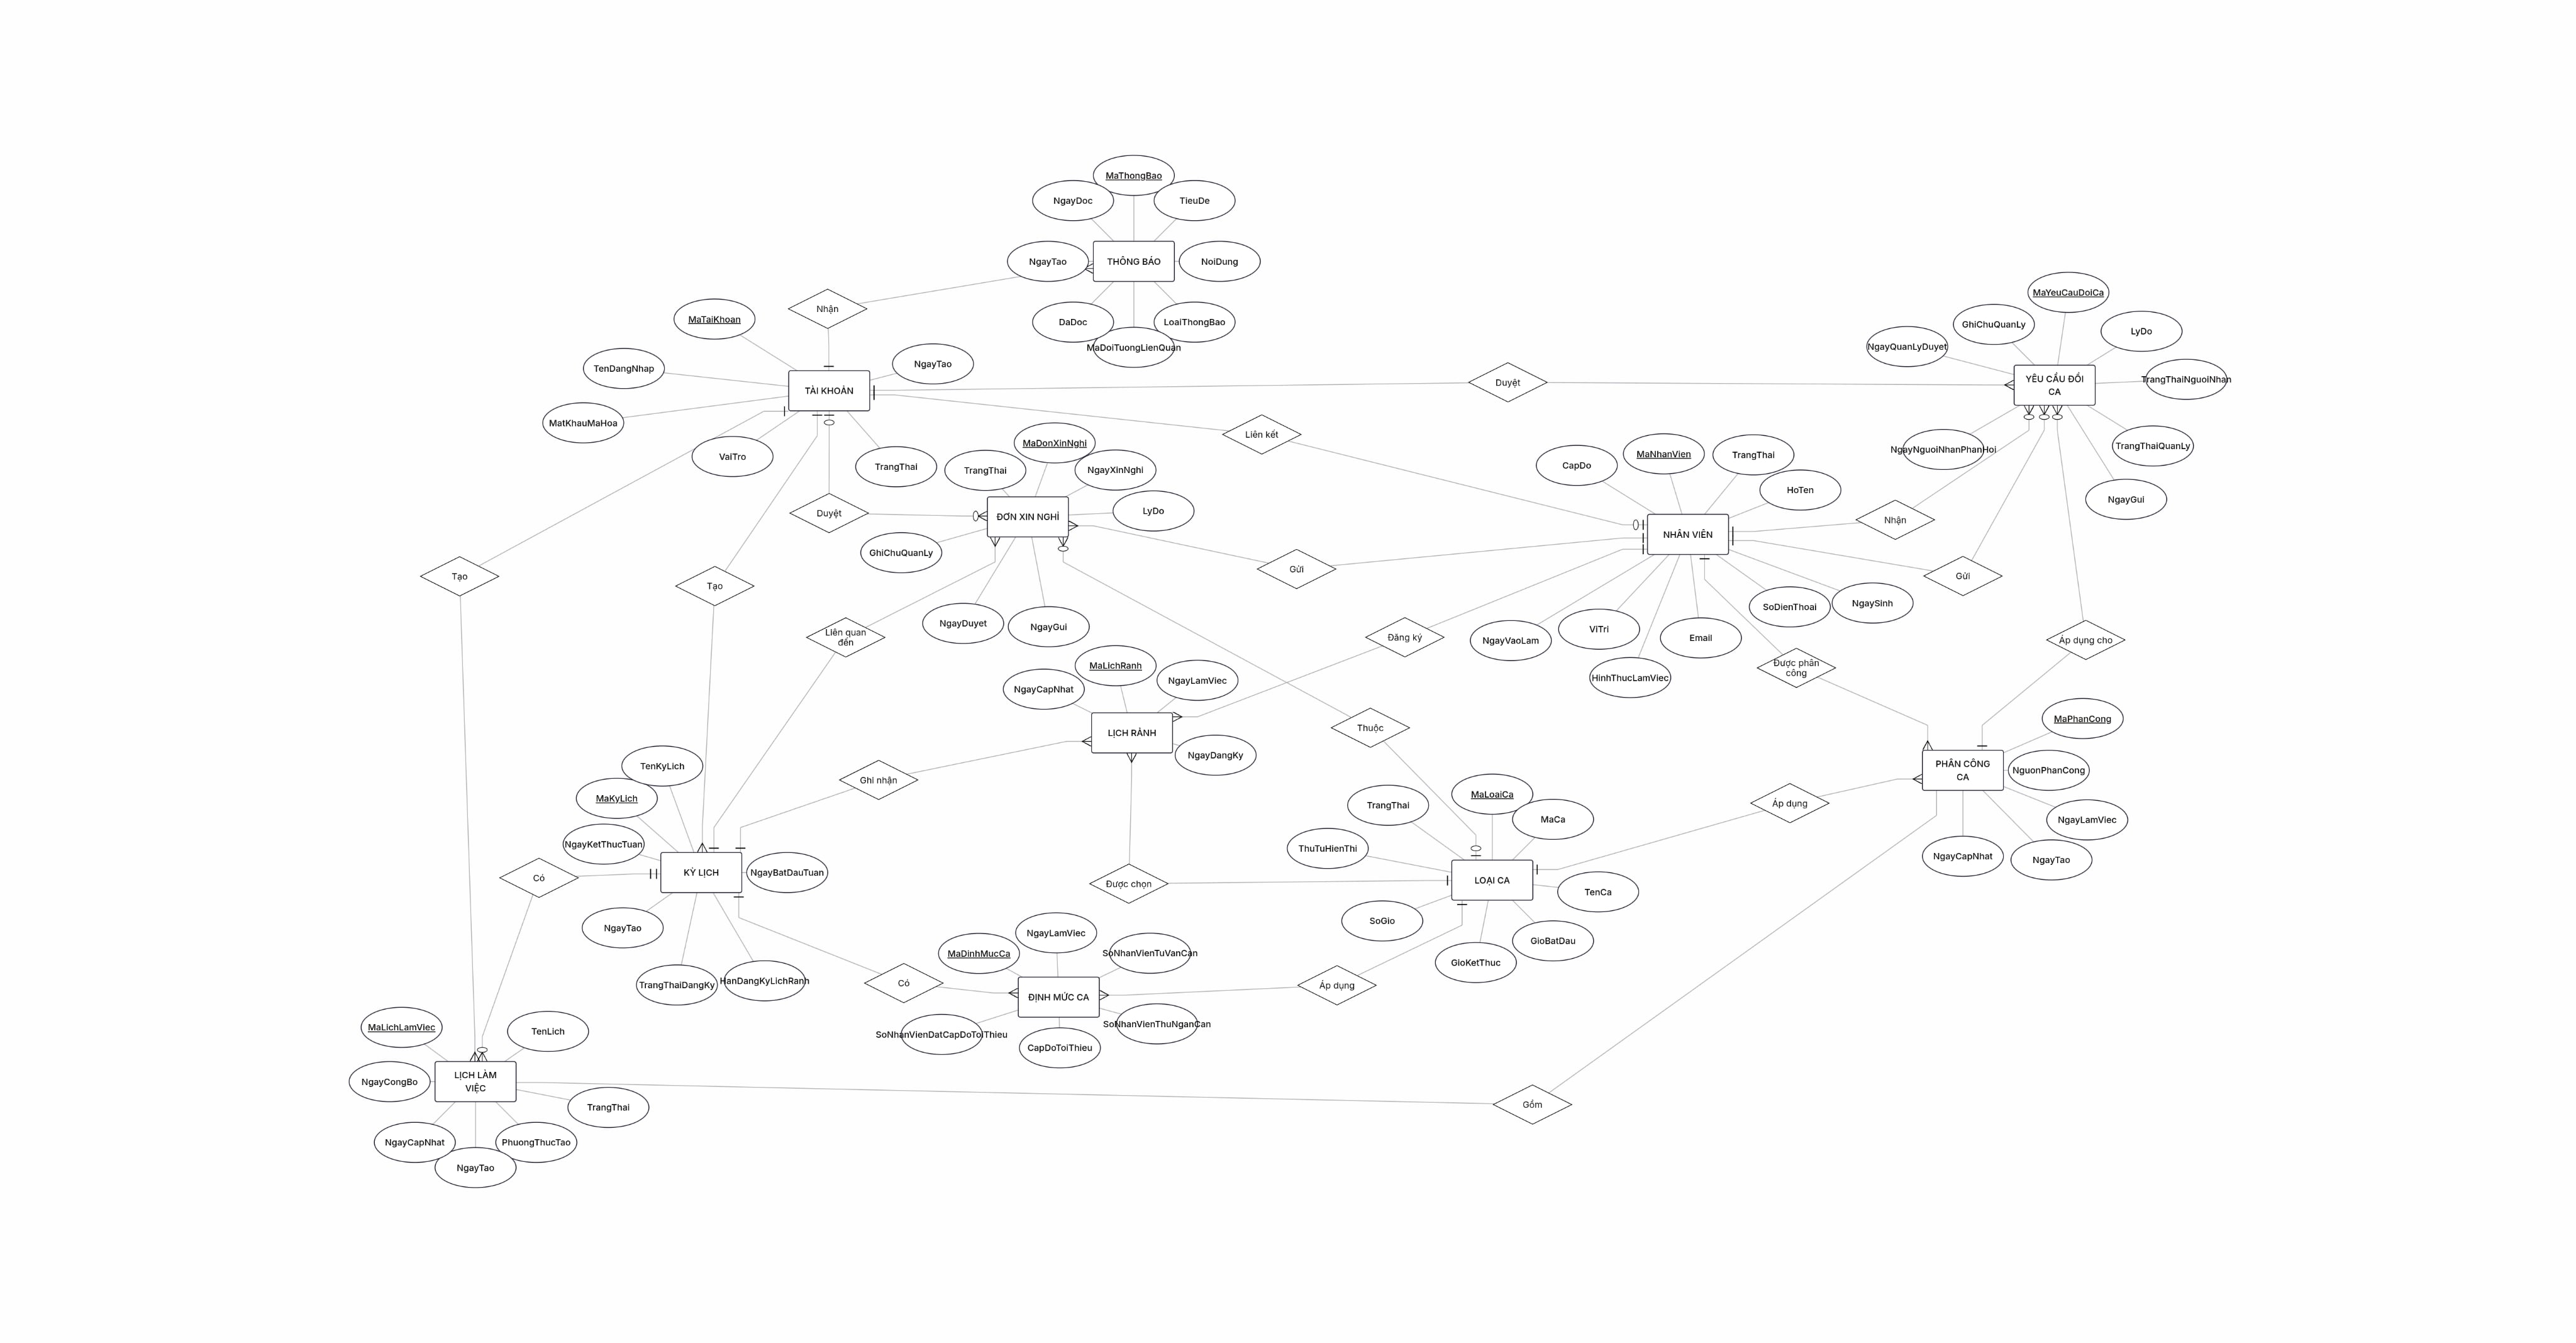 MaThongBao
NgayDoc
TieuDe
NgayTao
THÔNG BÁO
NoiDung
DaDoc
LoaiThongBao
MaDoiTuongLienQuan
Nhận
MaTaiKhoan
TenDangNhap
MatKhauMaHoa
TÀI KHOẢN
NgayTao
VaiTro
TrangThai
Duyệt
MaYeuCauDoiCa
GhiChuQuanLy
NgayQuanLyDuyet
LyDo
YÊU CẦU ĐỔI
CA
TrangThaiNguoiNhan
NgayNguoiNhanPhanHoi
TrangThaiQuanLy
NgayGui
Liên kết
MaDonXinNghi
TrangThai
NgayXinNghi
ĐƠN XIN NGHỈ
LyDo
Duyệt
GhiChuQuanLy
NgayDuyet
NgayGui
CapDo
MaNhanVien
TrangThai
HoTen
NHÂN VIÊN
Nhận
Gửi
Gửi
Tạo
Tạo
NgayVaoLam
ViTri
HinhThucLamViec
Email
SoDienThoai
NgaySinh
Liên quan
đến
Đăng ký
Được phân
công
Áp dụng cho
MaLichRanh
NgayCapNhat
NgayLamViec
LỊCH RẢNH
NgayDangKy
Thuộc
Ghi nhận
MaPhanCong
PHÂN CÔNG
CA
NguonPhanCong
NgayLamViec
NgayCapNhat
NgayTao
Áp dụng
TenKyLich
MaKyLich
NgayKetThucTuan
KỲ LỊCH
NgayBatDauTuan
NgayTao
TrangThaiDangKy
HanDangKyLichRanh
Có
Được chọn
MaLoaiCa
TrangThai
MaCa
ThuTuHienThi
LOẠI CA
TenCa
SoGio
GioBatDau
GioKetThuc
Có
NgayLamViec
MaDinhMucCa
SoNhanVienTuVanCan
ĐỊNH MỨC CA
SoNhanVienThuNganCan
SoNhanVienDatCapDoToiThieu
CapDoToiThieu
Áp dụng
MaLichLamViec
TenLich
NgayCongBo
LỊCH LÀM
VIỆC
TrangThai
NgayCapNhat
PhuongThucTao
NgayTao
Gồm